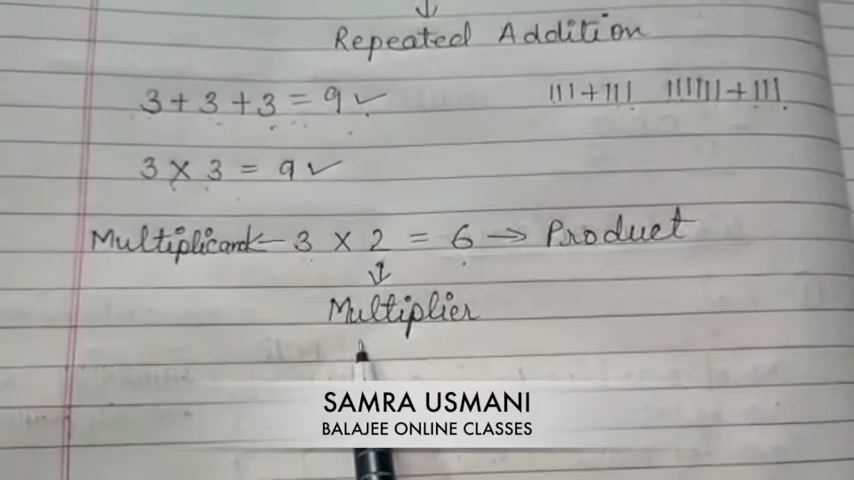 Repeated Addition
3 + 3 + 3 = 9 ✓ ||| + ||| |||||| + |||
3 × 3 = 9 ✓
Multiplicand — 3 × 2 = 6 → Product
Multiplier
SAMRA USMANI
BALAJEE ONLINE CLASSES